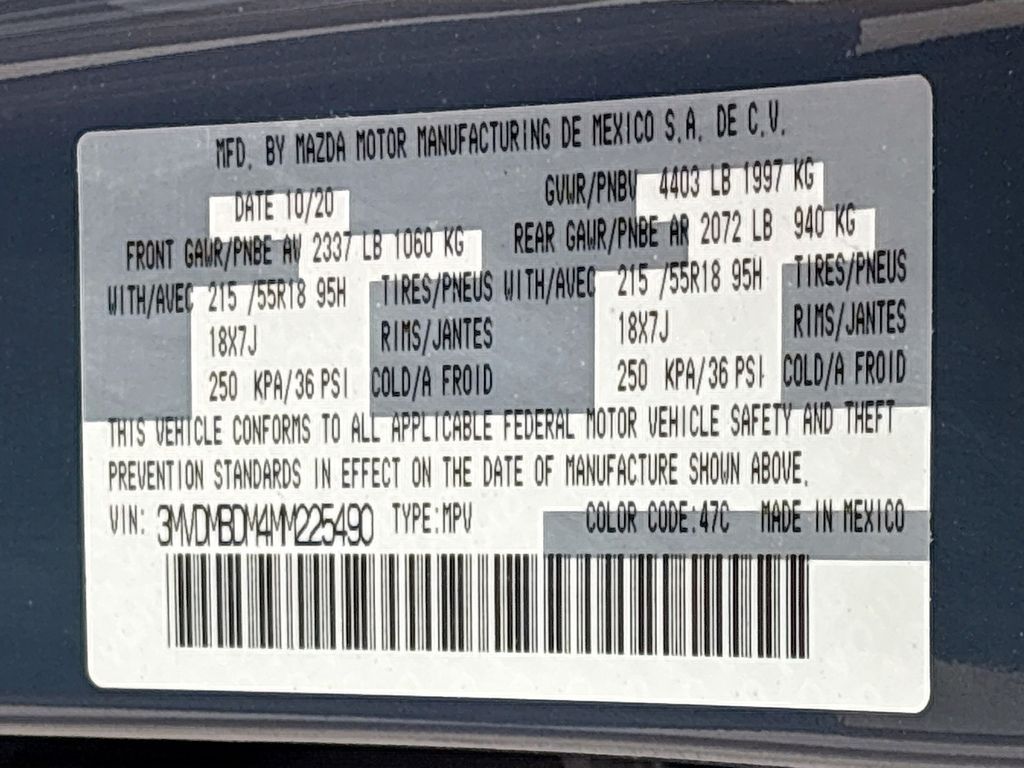 MFD. BY MAZDA MOTOR MANUFACTURING DE MEXICO S.A. DE C.V.
DATE 10/20 GVWR/PNBV 4403 LB 1997 KG
FRONT GAWR/PNBE AV 2337 LB 1060 KG REAR GAWR/PNBE AR 2072 LB 940 KG
WITH/AVEC 215 /55R18 95H TIRES/PNEUS WITH/AVEC 215 /55R18 95H TIRES/PNEUS
18X7J RIMS/JANTES 18X7J RIMS/JANTES
250 KPA/36 PSI COLD/A FROID 250 KPA/36 PSI COLD/A FROID
THIS VEHICLE CONFORMS TO ALL APPLICABLE FEDERAL MOTOR VEHICLE SAFETY AND THEFT
PREVENTION STANDARDS IN EFFECT ON THE DATE OF MANUFACTURE SHOWN ABOVE.
VIN: 3MVDMBDM4MM225490 TYPE:MPV COLOR CODE:47C MADE IN MEXICO